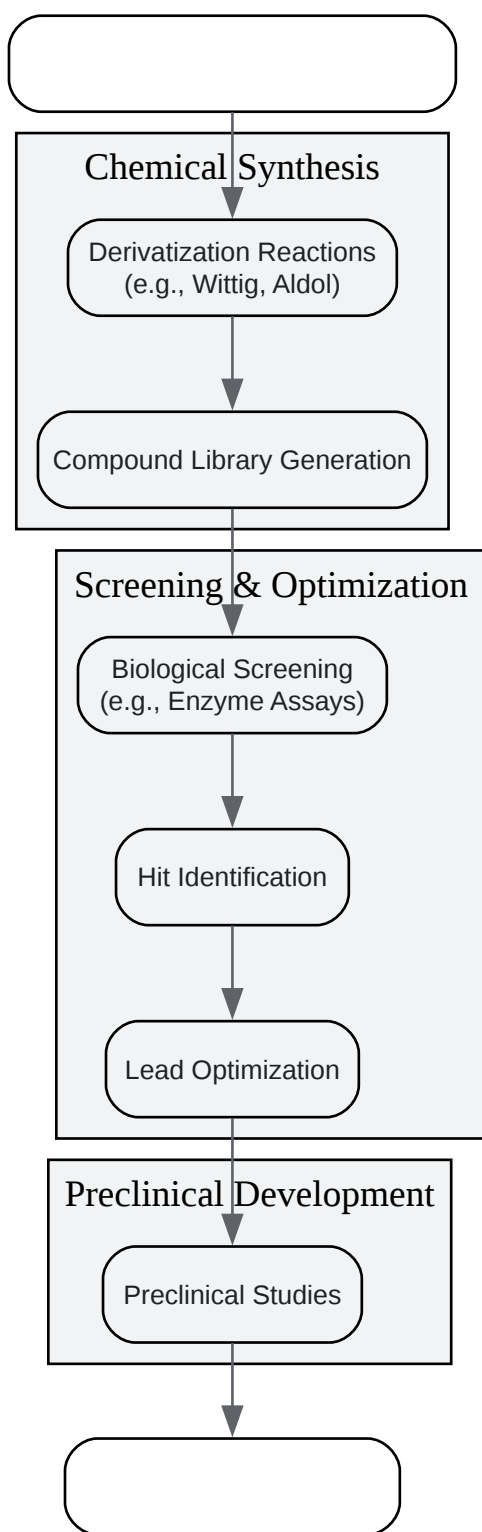 Chemical Synthesis
Derivatization Reactions
(e.g., Wittig, Aldol)
Compound Library Generation
Screening & Optimization
Biological Screening
(e.g., Enzyme Assays)
Hit Identification
Lead Optimization
Preclinical Development
Preclinical Studies